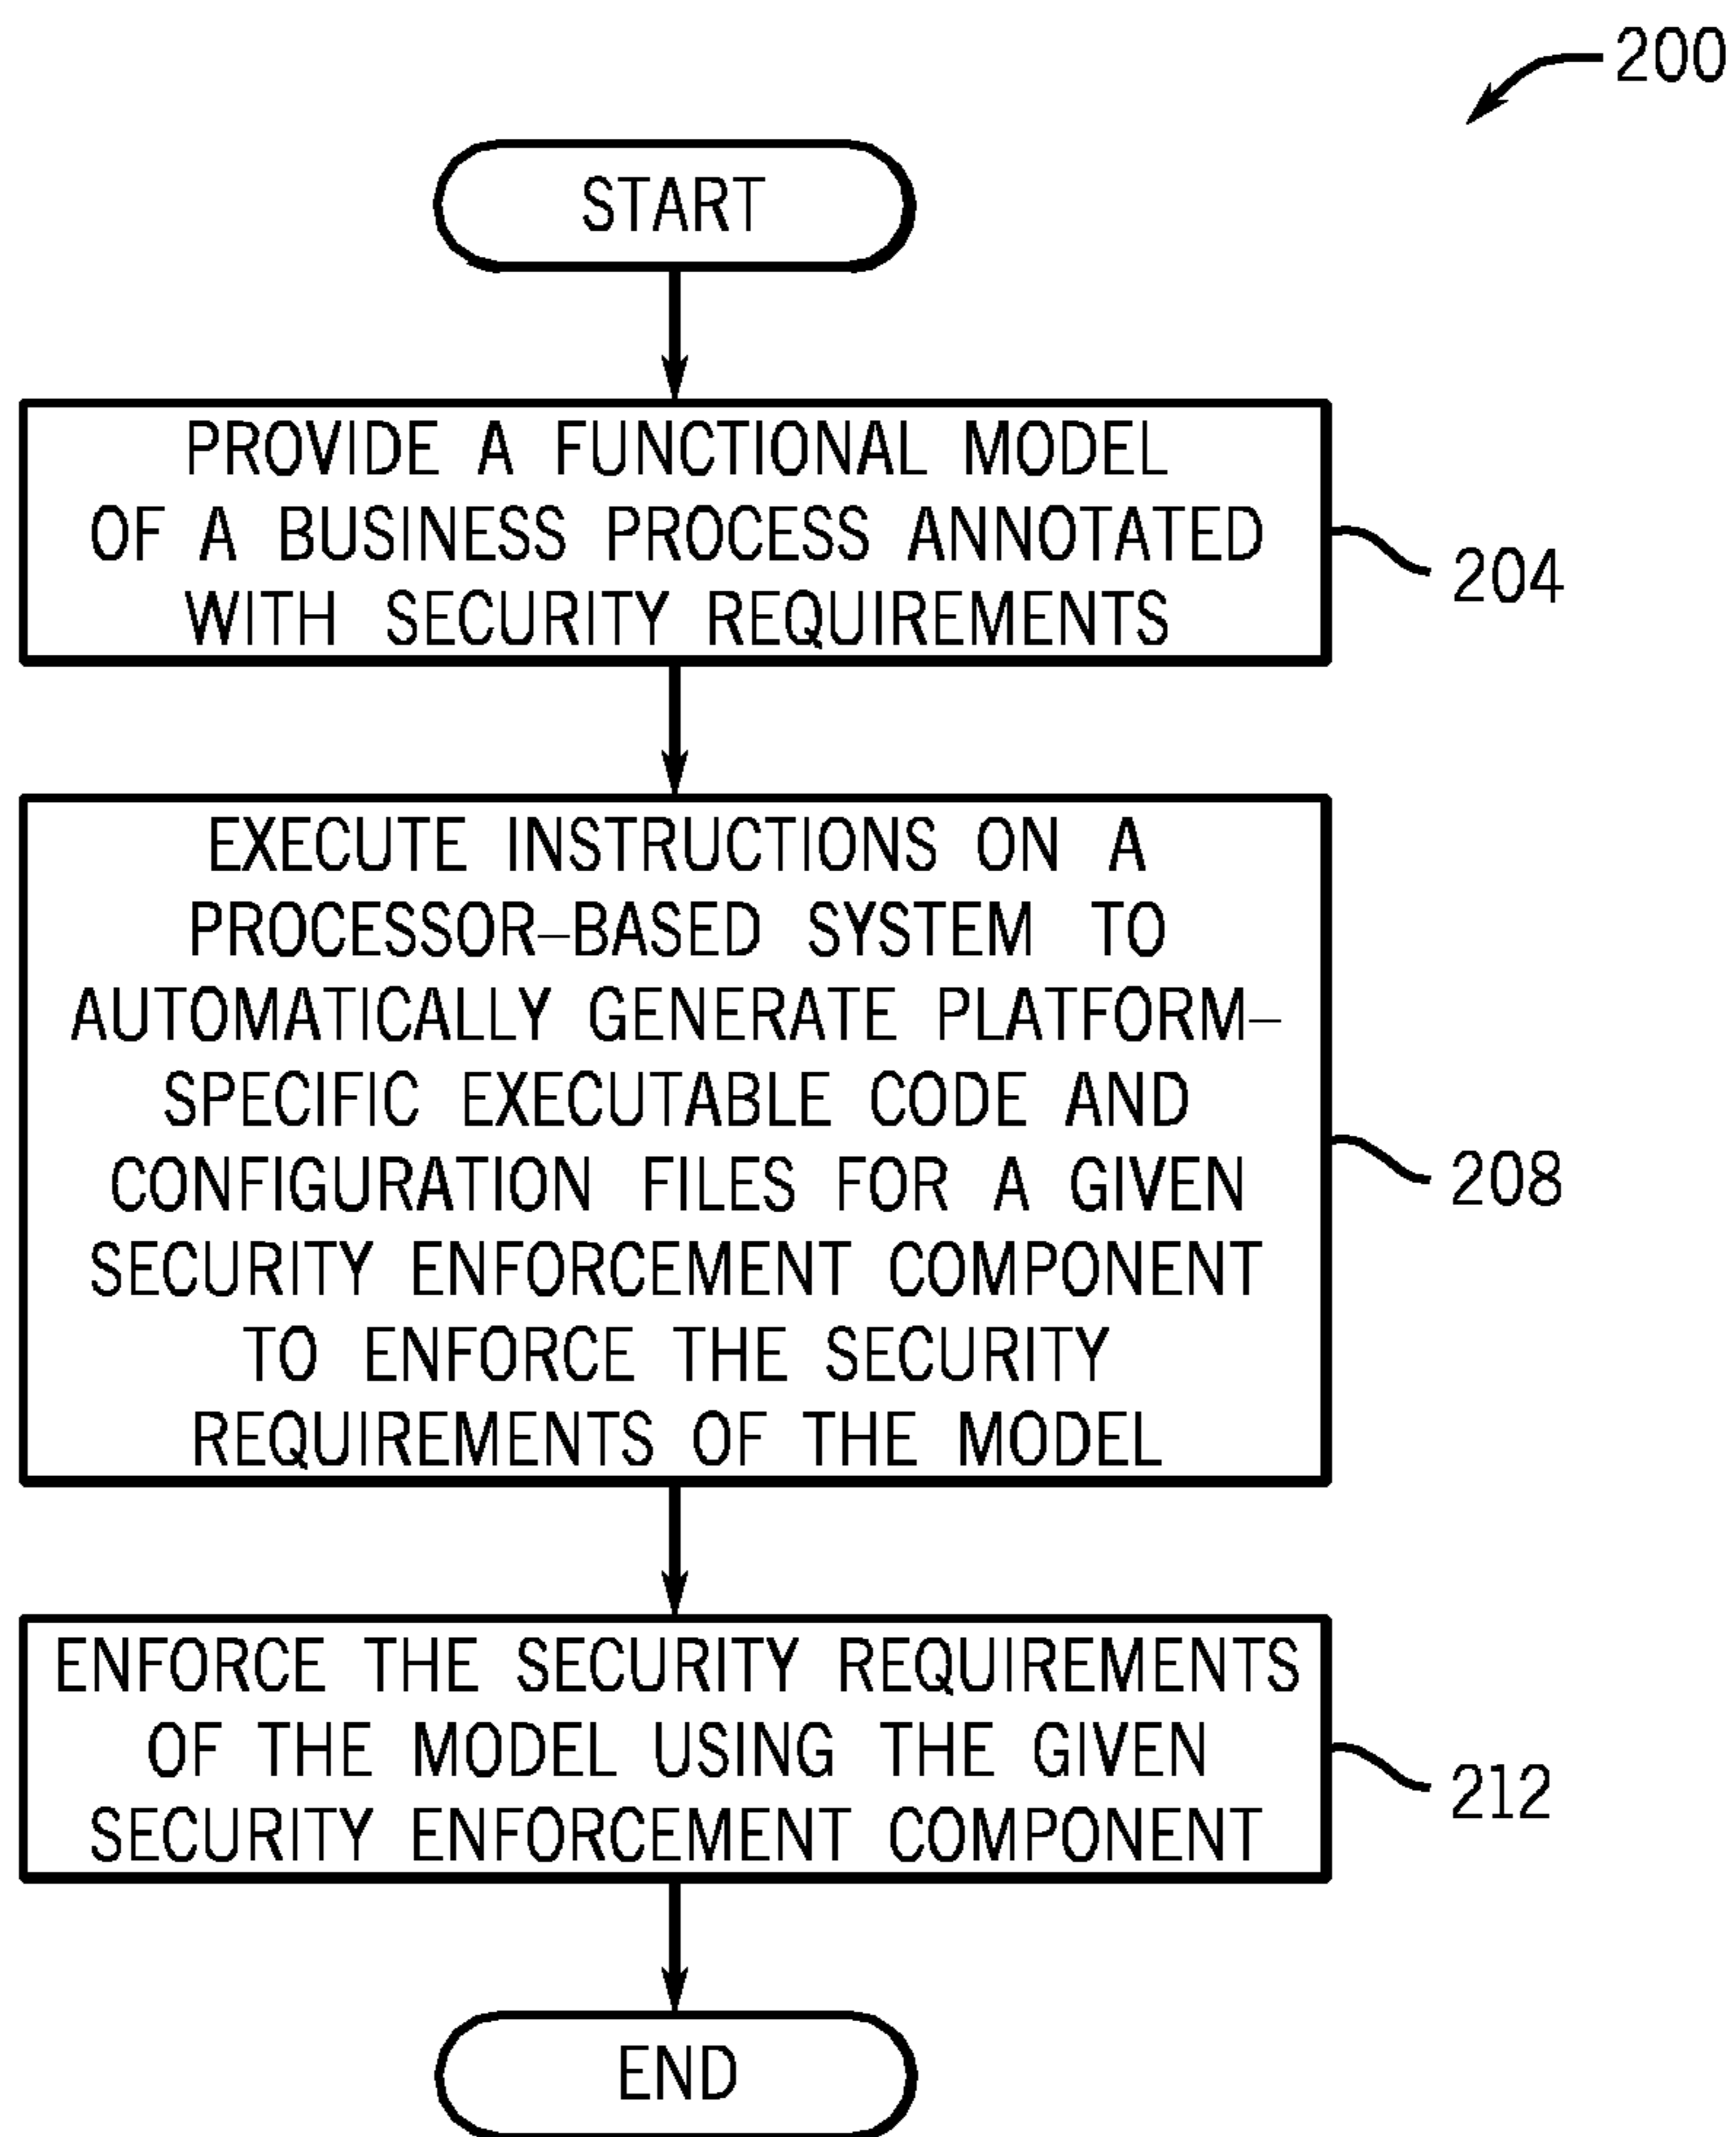 200
START
PROVIDE A FUNCTIONAL MODEL
OF A BUSINESS PROCESS ANNOTATED
WITH SECURITY REQUIREMENTS
204
EXECUTE INSTRUCTIONS ON A
PROCESSOR–BASED SYSTEM TO
AUTOMATICALLY GENERATE PLATFORM–
SPECIFIC EXECUTABLE CODE AND
CONFIGURATION FILES FOR A GIVEN
SECURITY ENFORCEMENT COMPONENT
TO ENFORCE THE SECURITY
REQUIREMENTS OF THE MODEL
208
ENFORCE THE SECURITY REQUIREMENTS
OF THE MODEL USING THE GIVEN
SECURITY ENFORCEMENT COMPONENT
212
END